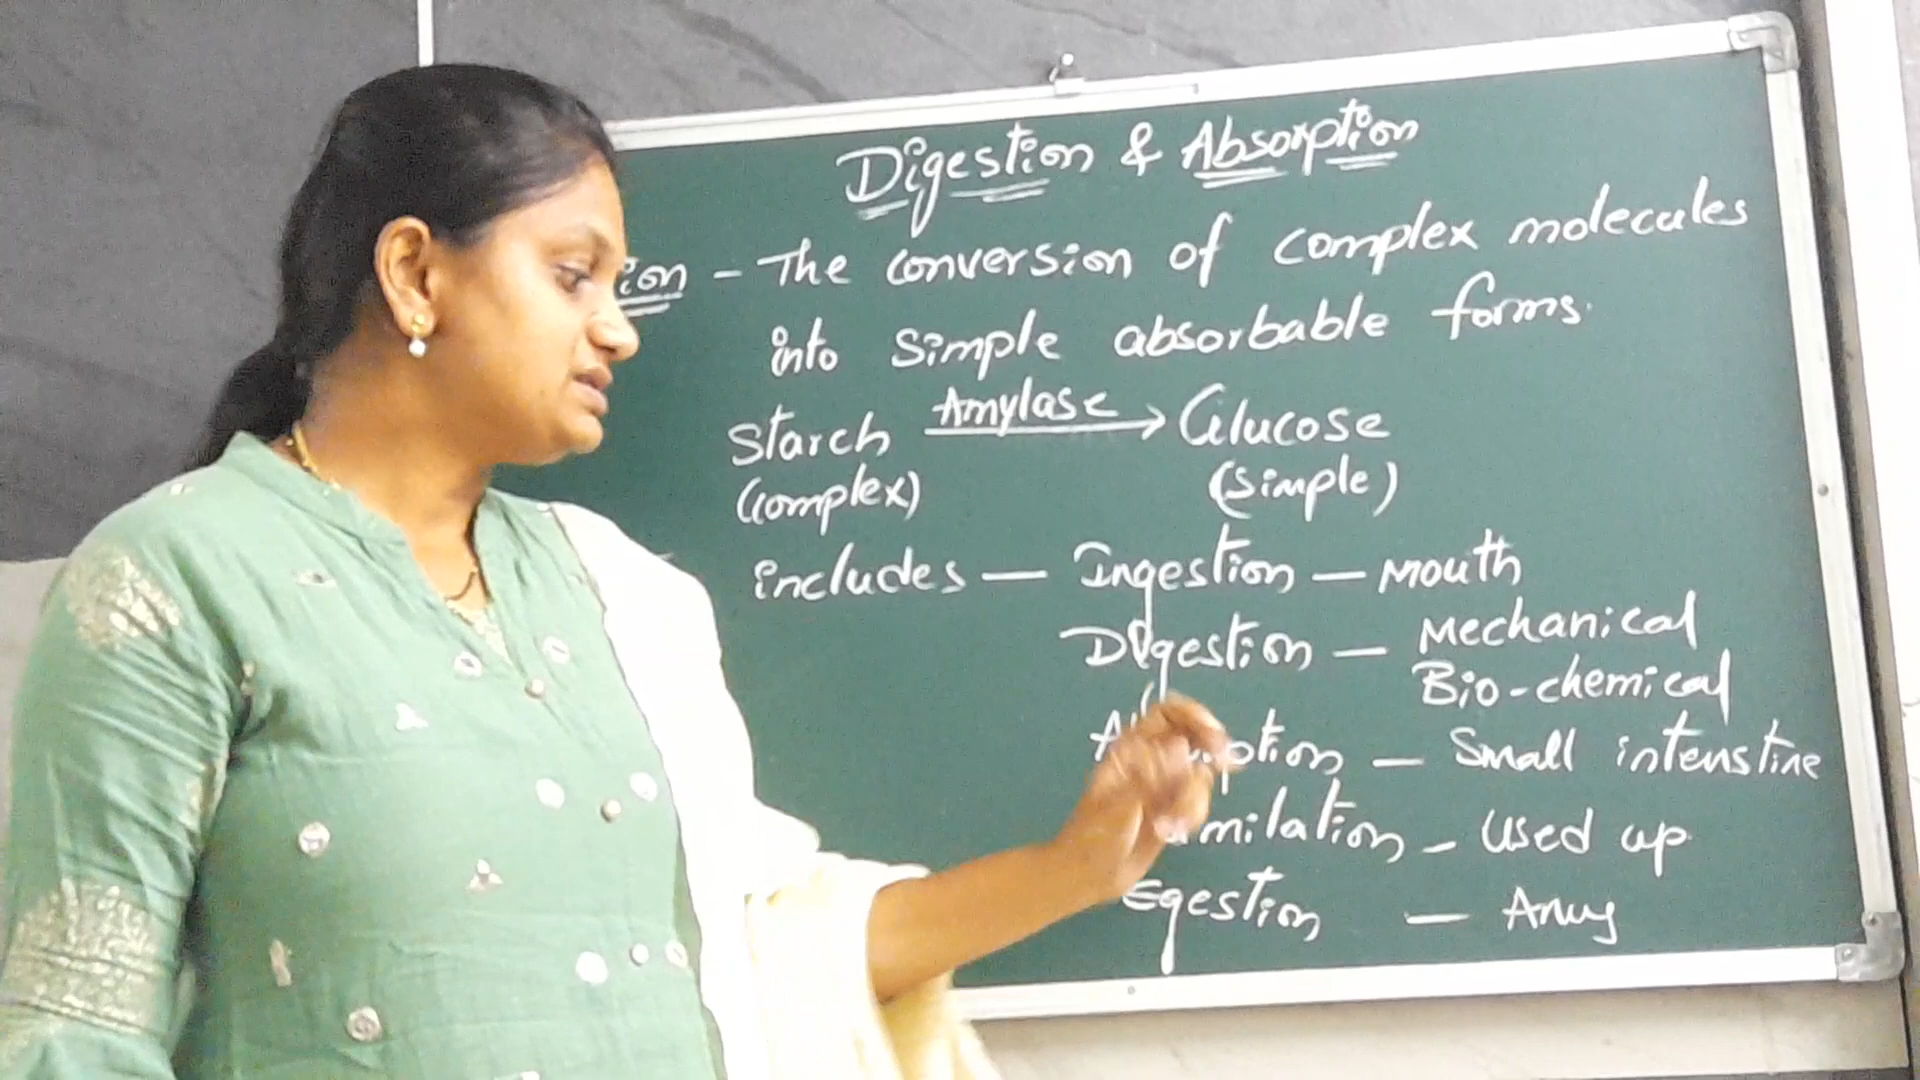 Digestion & Absorption
ion - The conversion of complex molecules
into simple absorbable forms.
Starch Amylase → Glucose
(complex) (Simple)
includes — Ingestion — Mouth
Digestion — Mechanical
Bio-chemical
ption — Small intenstine
milation - Used up
Egestion —